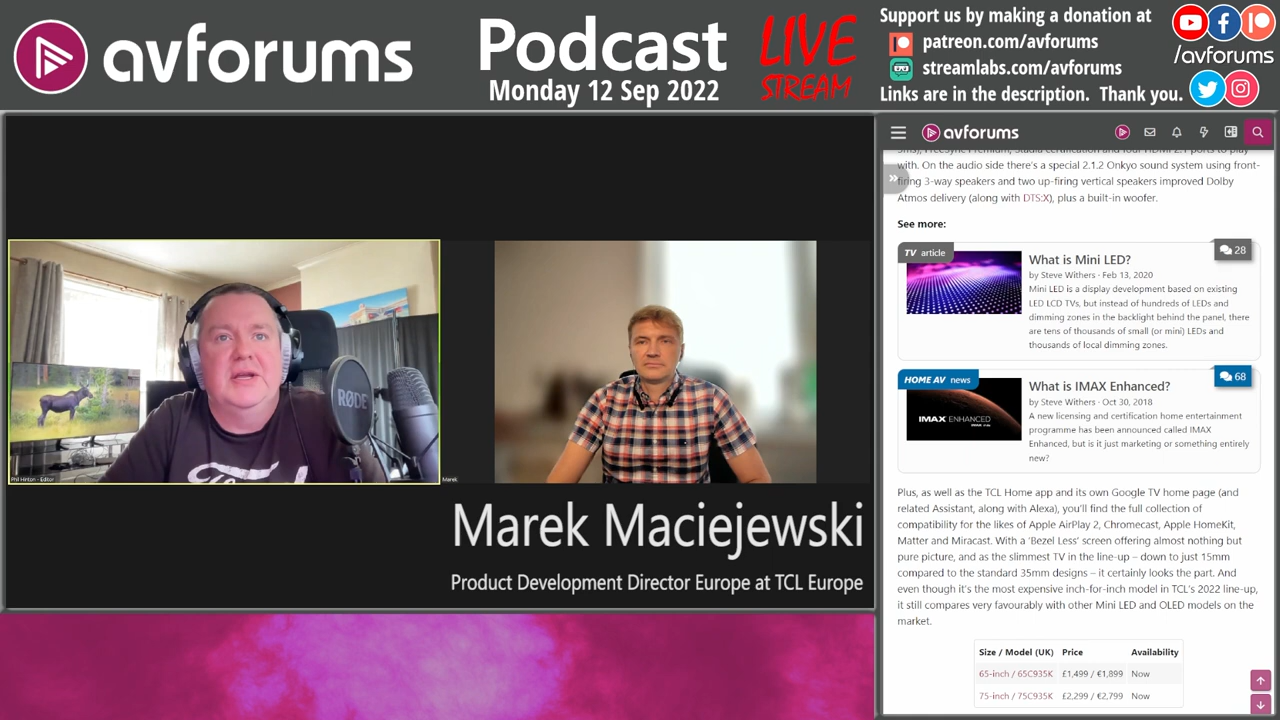 avforums
Podcast
Monday 12 Sep 2022
LIVE
STREAM
Support us by making a donation at
patreon.com/avforums
streamlabs.com/avforums
Links are in the description. Thank you.
/avforums
avforums
with. On the audio side there's a special 2.1.2 Onkyo sound system using front-
firing 3-way speakers and two up-firing vertical speakers improved Dolby
Atmos delivery (along with DTS:X), plus a built-in woofer.
See more:
TV article
28
What is Mini LED?
by Steve Withers · Feb 13, 2020
Mini LED is a display development based on existing
LED LCD TVs, but instead of hundreds of LEDs and
dimming zones in the backlight behind the panel, there
are tens of thousands of small (or mini) LEDs and
thousands of local dimming zones.
HOME AV news
68
What is IMAX Enhanced?
by Steve Withers · Oct 30, 2018
A new licensing and certification home entertainment
programme has been announced called IMAX
Enhanced, but is it just marketing or something entirely
new?
IMAX ENHANCED
Plus, as well as the TCL Home app and its own Google TV home page (and
related Assistant, along with Alexa), you'll find the full collection of
compatibility for the likes of Apple AirPlay 2, Chromecast, Apple HomeKit,
Matter and Miracast. With a 'Bezel Less' screen offering almost nothing but
pure picture, and as the slimmest TV in the line-up – down to just 15mm
compared to the standard 35mm designs – it certainly looks the part. And
even though it's the most expensive inch-for-inch model in TCL's 2022 line-up,
it still compares very favourably with other Mini LED and OLED models on the
market.
Size / Model (UK) Price Availability
65-inch / 65C935K £1,499 / €1,899 Now
75-inch / 75C935K £2,299 / €2,799 Now
RØDE
Phil Hinton - Editor
Marek
Marek Maciejewski
Product Development Director Europe at TCL Europe